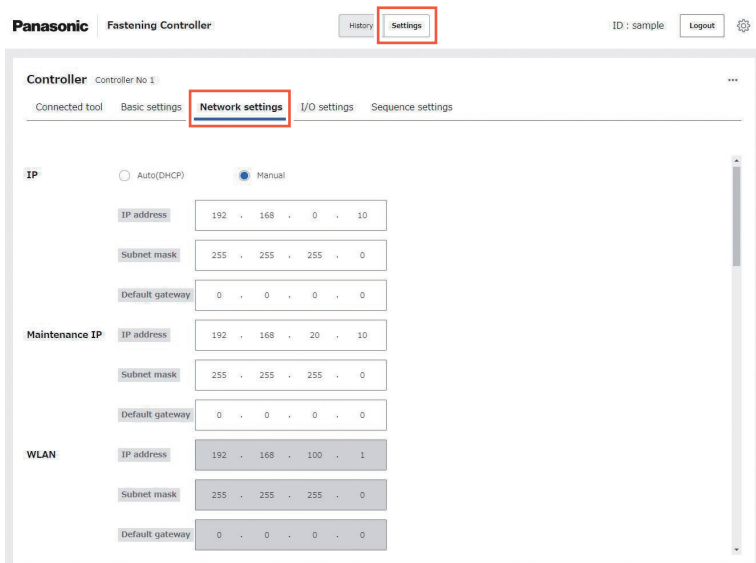 Panasonic Fastening Controller History Settings ID : sample Logout
Controller Controller No 1 ...
Connected tool Basic settings Network settings I/O settings Sequence settings
IP Auto(DHCP) Manual
IP address 192 . 168 . 0 . 10
Subnet mask 255 . 255 . 255 . 0
Default gateway 0 . 0 . 0 . 0
Maintenance IP IP address 192 . 168 . 20 . 10
Subnet mask 255 . 255 . 255 . 0
Default gateway 0 . 0 . 0 . 0
WLAN IP address 192 . 168 . 100 . 1
Subnet mask 255 . 255 . 255 . 0
Default gateway 0 . 0 . 0 . 0